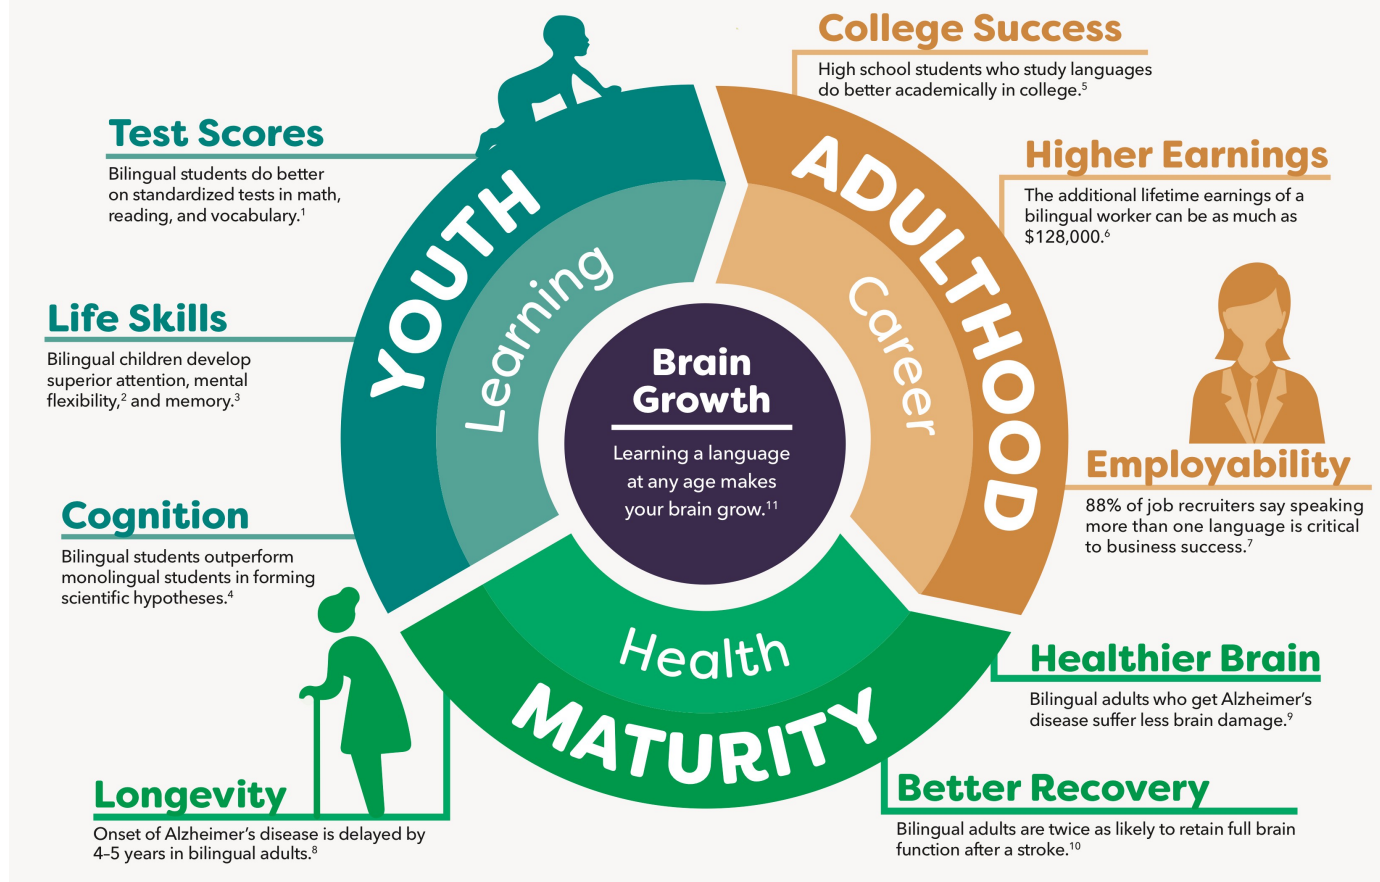 Test Scores
Bilingual students do better
on standardized tests in math,
reading, and vocabulary.¹
Life Skills
Bilingual children develop
superior attention, mental
flexibility,² and memory.³
Cognition
Bilingual students outperform
monolingual students in forming
scientific hypotheses.⁴
YOUTH
Learning
College Success
High school students who study languages
do better academically in college.⁵
Higher Earnings
The additional lifetime earnings of a
bilingual worker can be as much as
$128,000.⁶
Employability
88% of job recruiters say speaking
more than one language is critical
to business success.⁷
ADULTHOOD
Career
Brain
Growth
Learning a language
at any age makes
your brain grow.¹¹
Health
MATURITY
Longevity
Onset of Alzheimer’s disease is delayed by
4–5 years in bilingual adults.⁸
Healthier Brain
Bilingual adults who get Alzheimer’s
disease suffer less brain damage.⁹
Better Recovery
Bilingual adults are twice as likely to retain full brain
function after a stroke.¹⁰